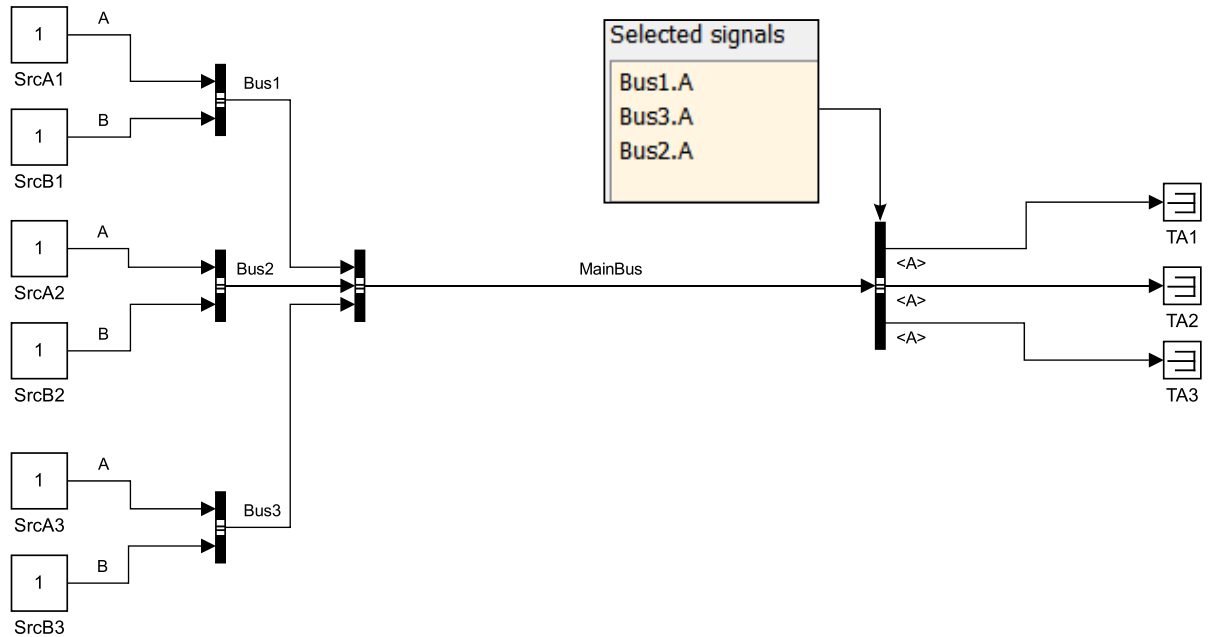 A
1
SrcA1
B
1
SrcB1
Bus1
A
1
SrcA2
B
1
SrcB2
Bus2
A
1
SrcA3
B
1
SrcB3
Bus3
MainBus
Selected signals
Bus1.A
Bus3.A
Bus2.A
<A>
<A>
<A>
TA1
TA2
TA3